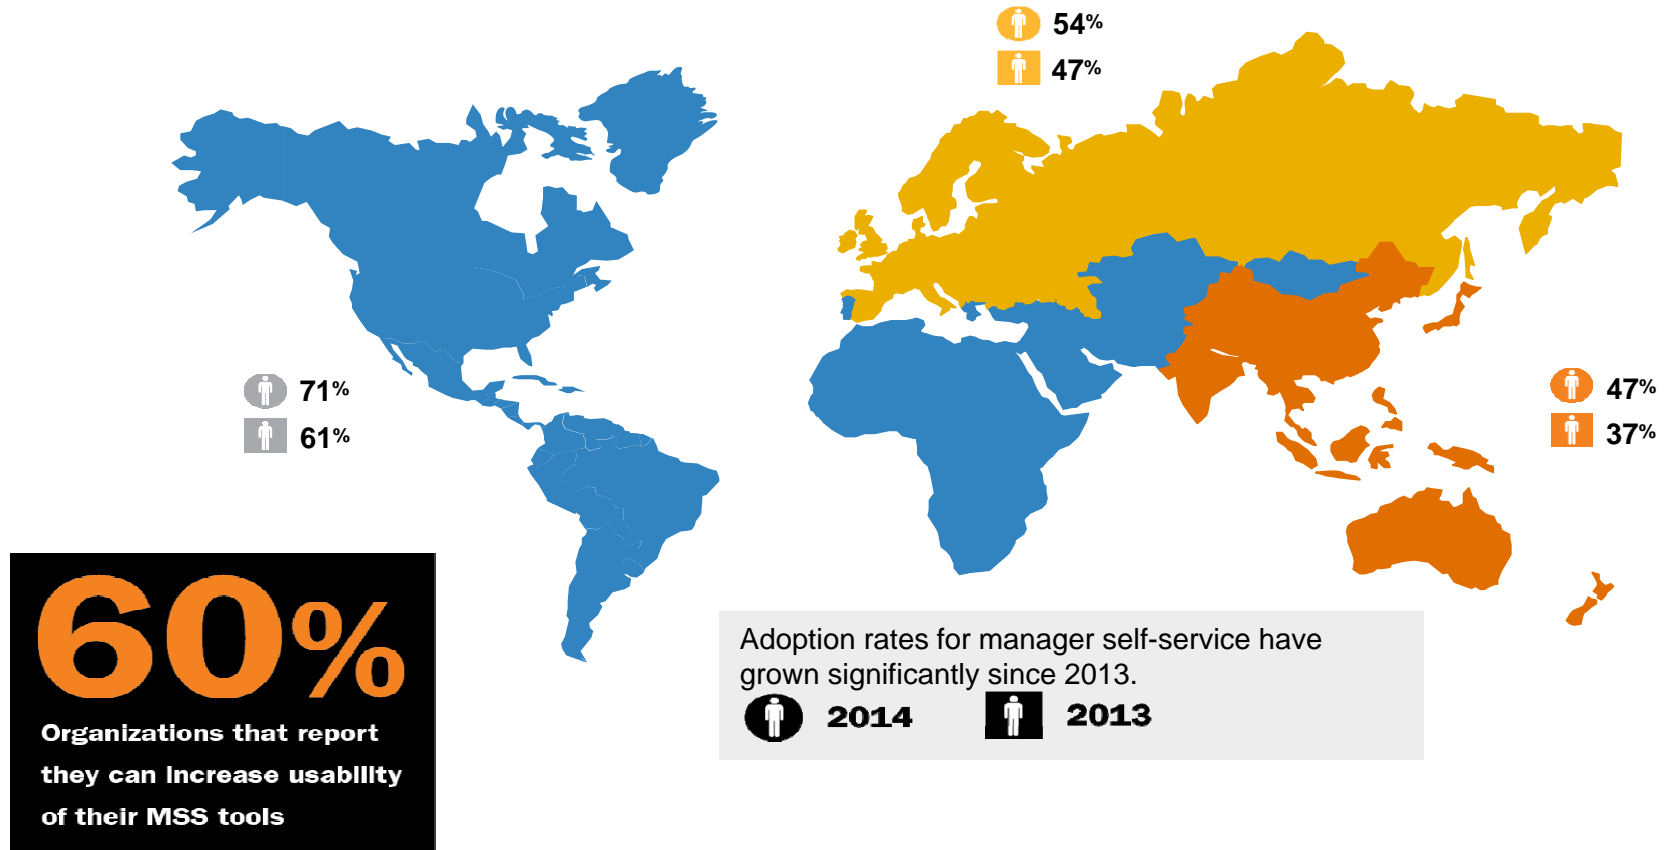 54%
47%
71%
61%
47%
37%
60%
Organizations that report
they can increase usability
of their MSS tools
Adoption rates for manager self-service have
grown significantly since 2013.
2014 2013